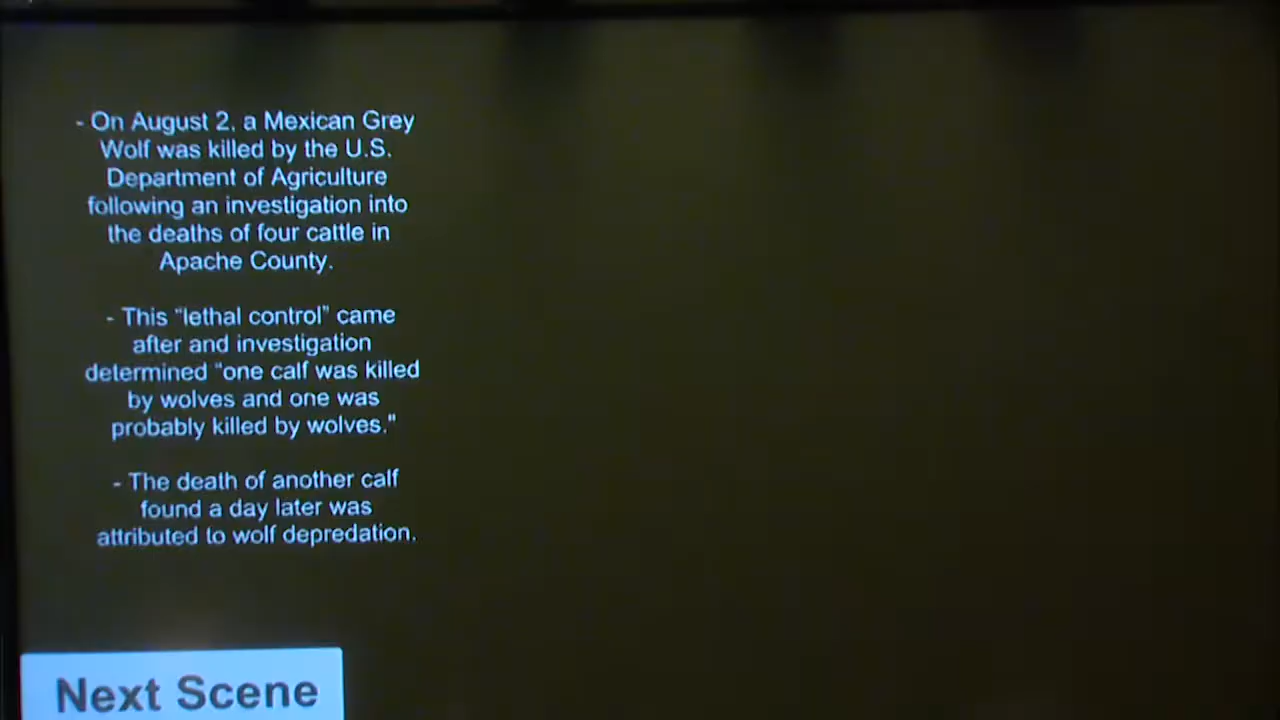 - On August 2, a Mexican Grey
Wolf was killed by the U.S.
Department of Agriculture
following an investigation into
the deaths of four cattle in
Apache County.
- This "lethal control" came
after and investigation
determined "one calf was killed
by wolves and one was
probably killed by wolves."
- The death of another calf
found a day later was
attributed to wolf depredation.
Next Scene